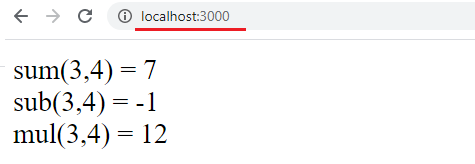 localhost:3000
sum(3,4) = 7
sub(3,4) = -1
mul(3,4) = 12